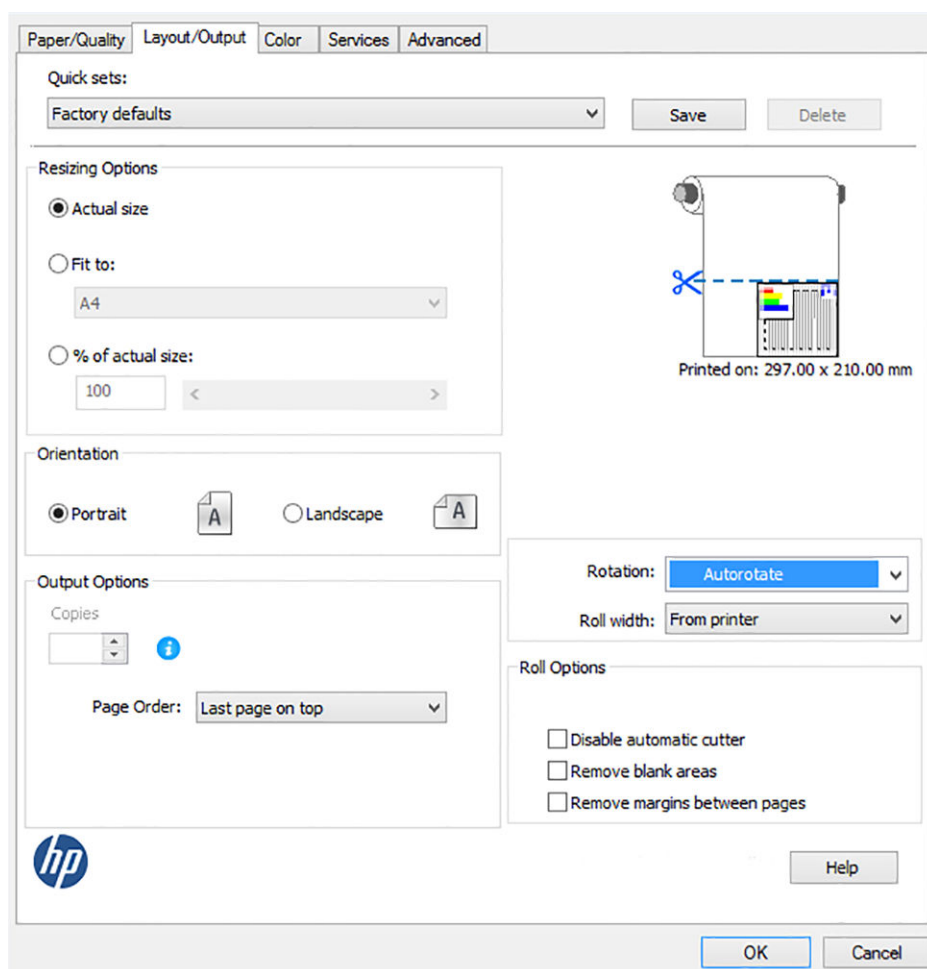 Paper/Quality Layout/Output Color Services Advanced
Quick sets:
Factory defaults Save Delete
Resizing Options
Actual size
Fit to:
A4
% of actual size:
100
Printed on: 297.00 x 210.00 mm
Orientation
Portrait A Landscape A
Rotation: Autorotate
Roll width: From printer
Output Options
Copies
i
Page Order: Last page on top
Roll Options
Disable automatic cutter
Remove blank areas
Remove margins between pages
hp
Help
OK Cancel